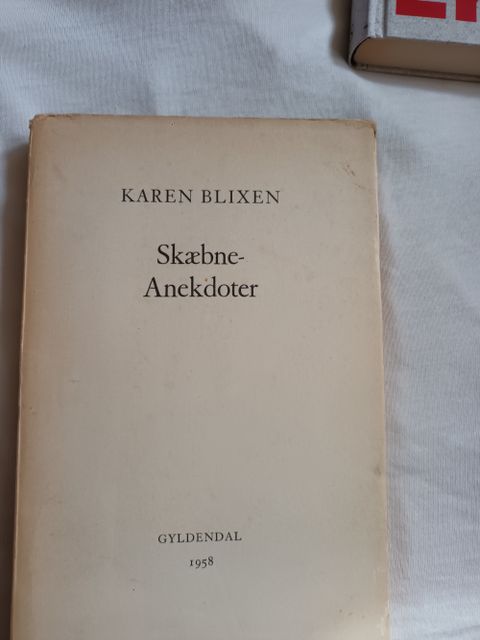 KAREN BLIXEN
Skæbne-
Anekdoter
GYLDENDAL
1958